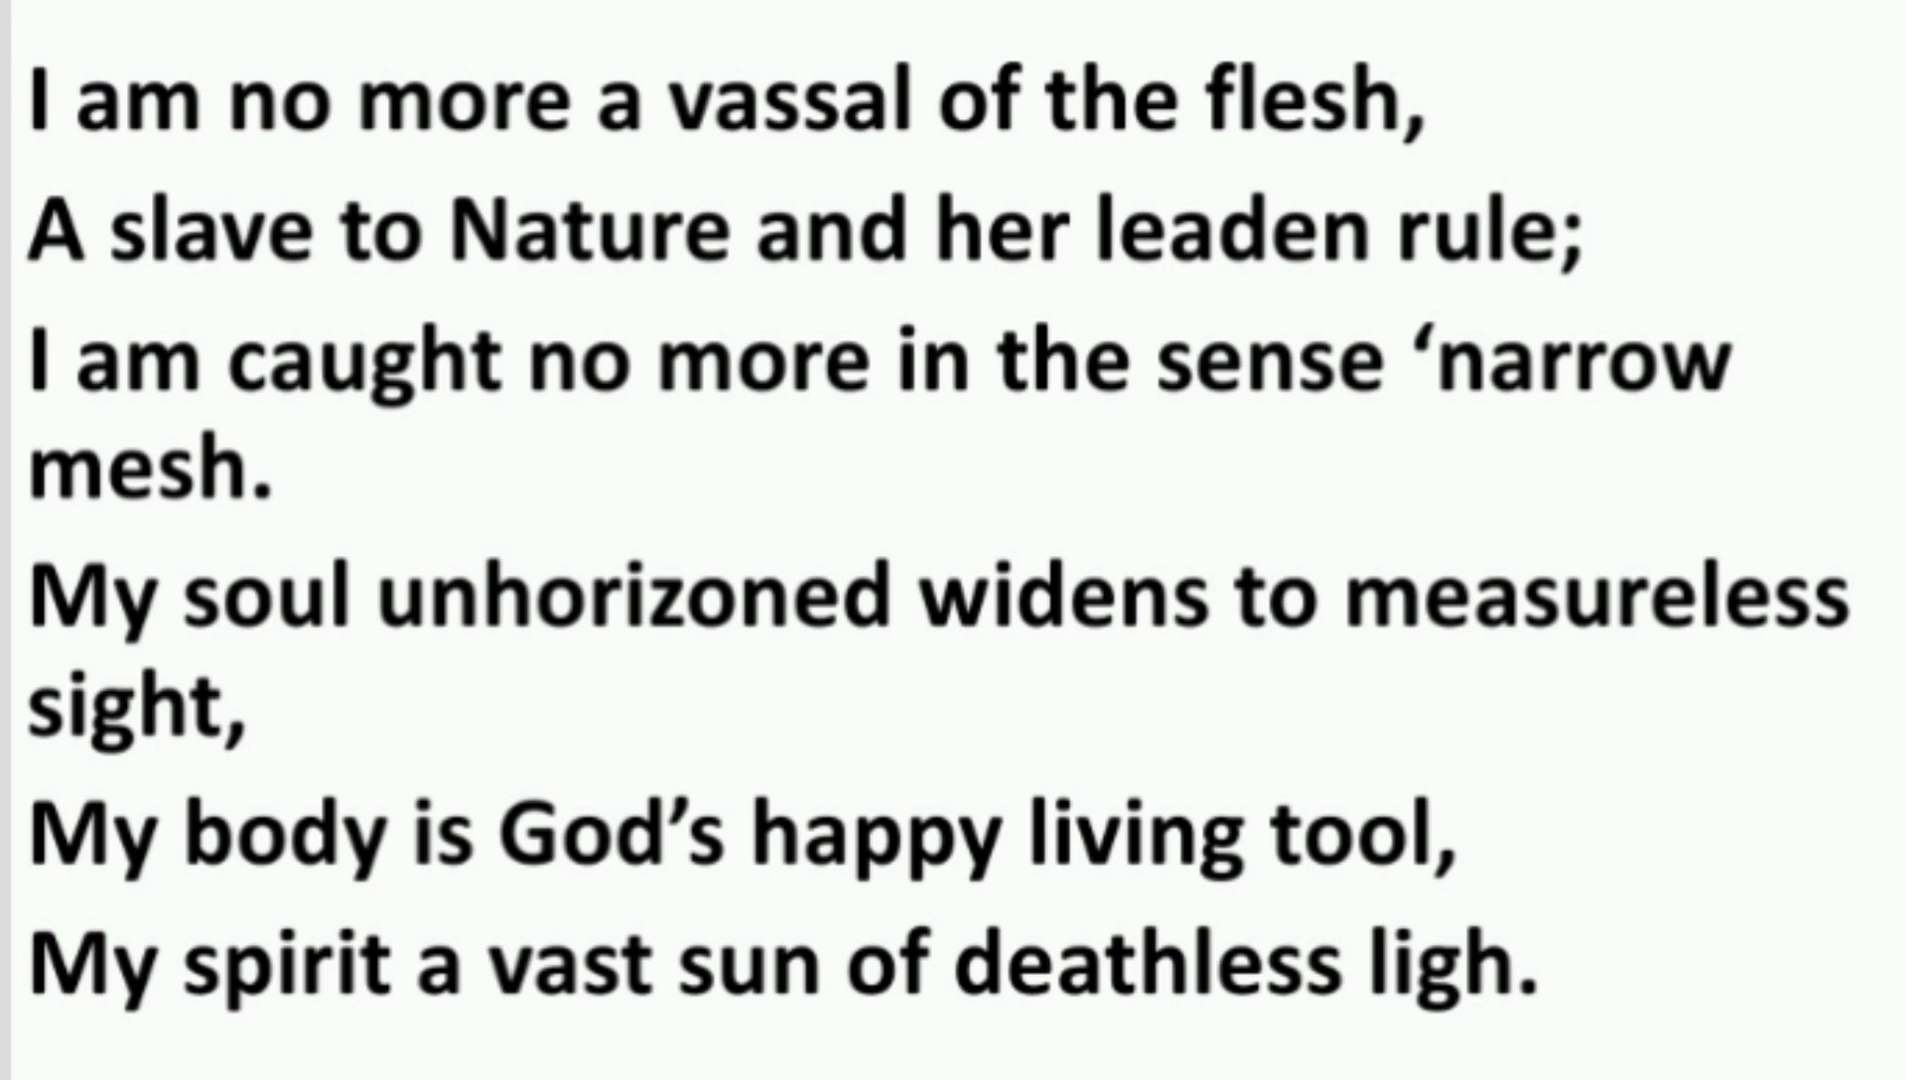 I am no more a vassal of the flesh,
A slave to Nature and her leaden rule;
I am caught no more in the sense ‘narrow
mesh.
My soul unhorizoned widens to measureless
sight,
My body is God’s happy living tool,
My spirit a vast sun of deathless ligh.